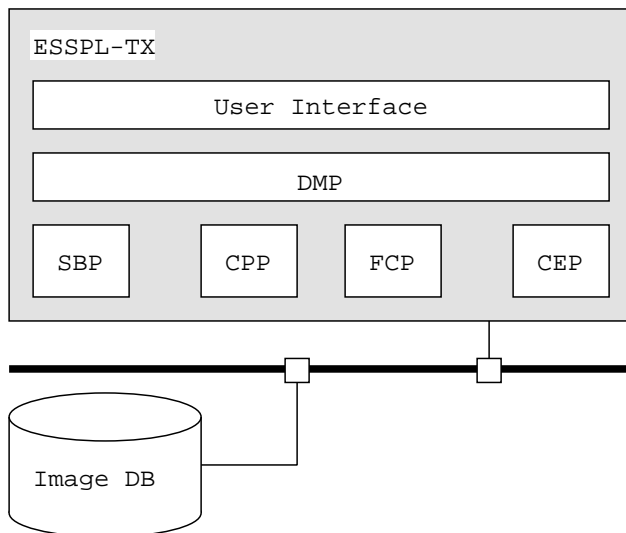 ESSPL-TX
User Interface
DMP
SBP CPP FCP CEP
Image DB